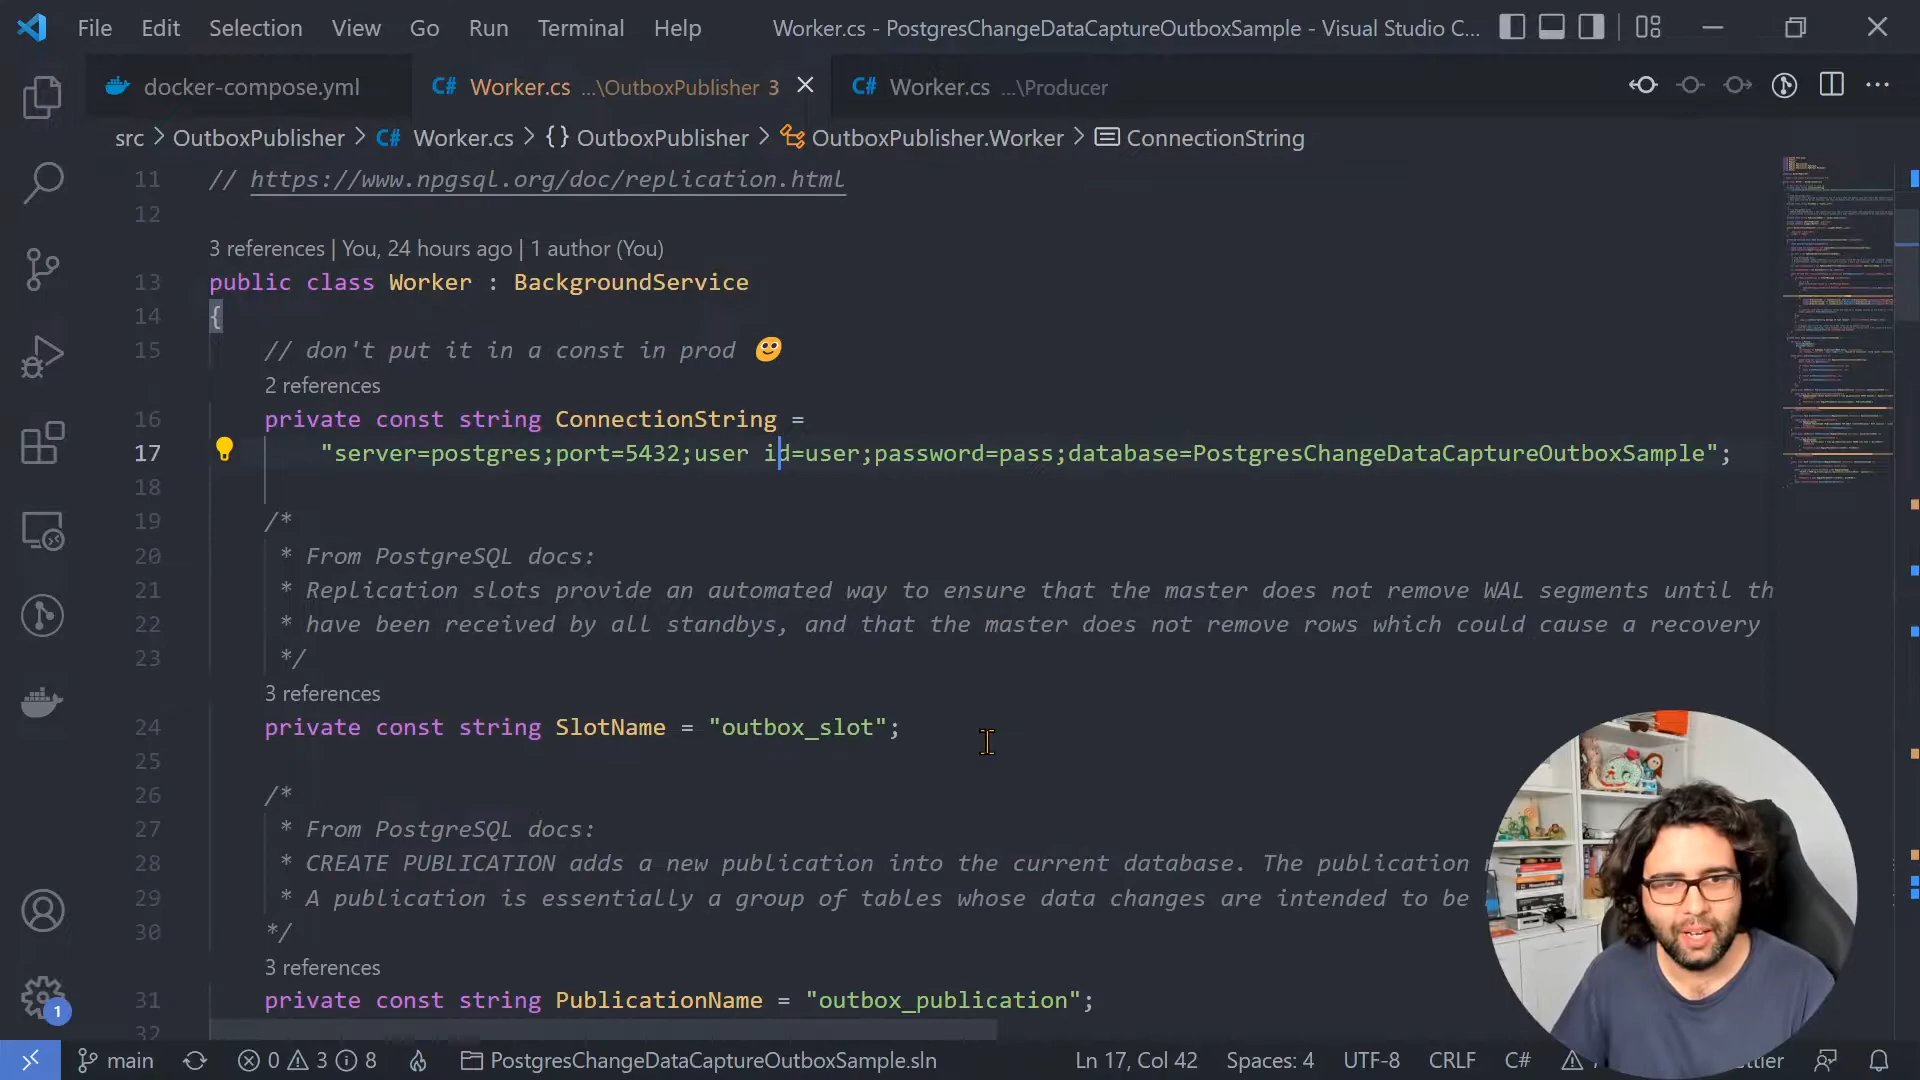 File Edit Selection View Go Run Terminal Help Worker.cs - PostgresChangeDataCaptureOutboxSample - Visual Studio C...
docker-compose.yml C# Worker.cs ...\OutboxPublisher 3 C# Worker.cs ...\Producer
src > OutboxPublisher > C# Worker.cs > {} OutboxPublisher > OutboxPublisher.Worker > ConnectionString
11 // https://www.npgsql.org/doc/replication.html
12
3 references | You, 24 hours ago | 1 author (You)
13 public class Worker : BackgroundService
14 {
15 // don't put it in a const in prod 🫠
2 references
16 private const string ConnectionString =
17 "server=postgres;port=5432;user id=user;password=pass;database=PostgresChangeDataCaptureOutboxSample";
18
19 /*
20 * From PostgreSQL docs:
21 * Replication slots provide an automated way to ensure that the master does not remove WAL segments until th
22 * have been received by all standbys, and that the master does not remove rows which could cause a recovery
23 */
3 references
24 private const string SlotName = "outbox_slot";
25
26 /*
27 * From PostgreSQL docs:
28 * CREATE PUBLICATION adds a new publication into the current database. The publication
29 * A publication is essentially a group of tables whose data changes are intended to be
30 */
3 references
31 private const string PublicationName = "outbox_publication";
32
1
main 0 3 8 PostgresChangeDataCaptureOutboxSample.sln Ln 17, Col 42 Spaces: 4 UTF-8 CRLF C#